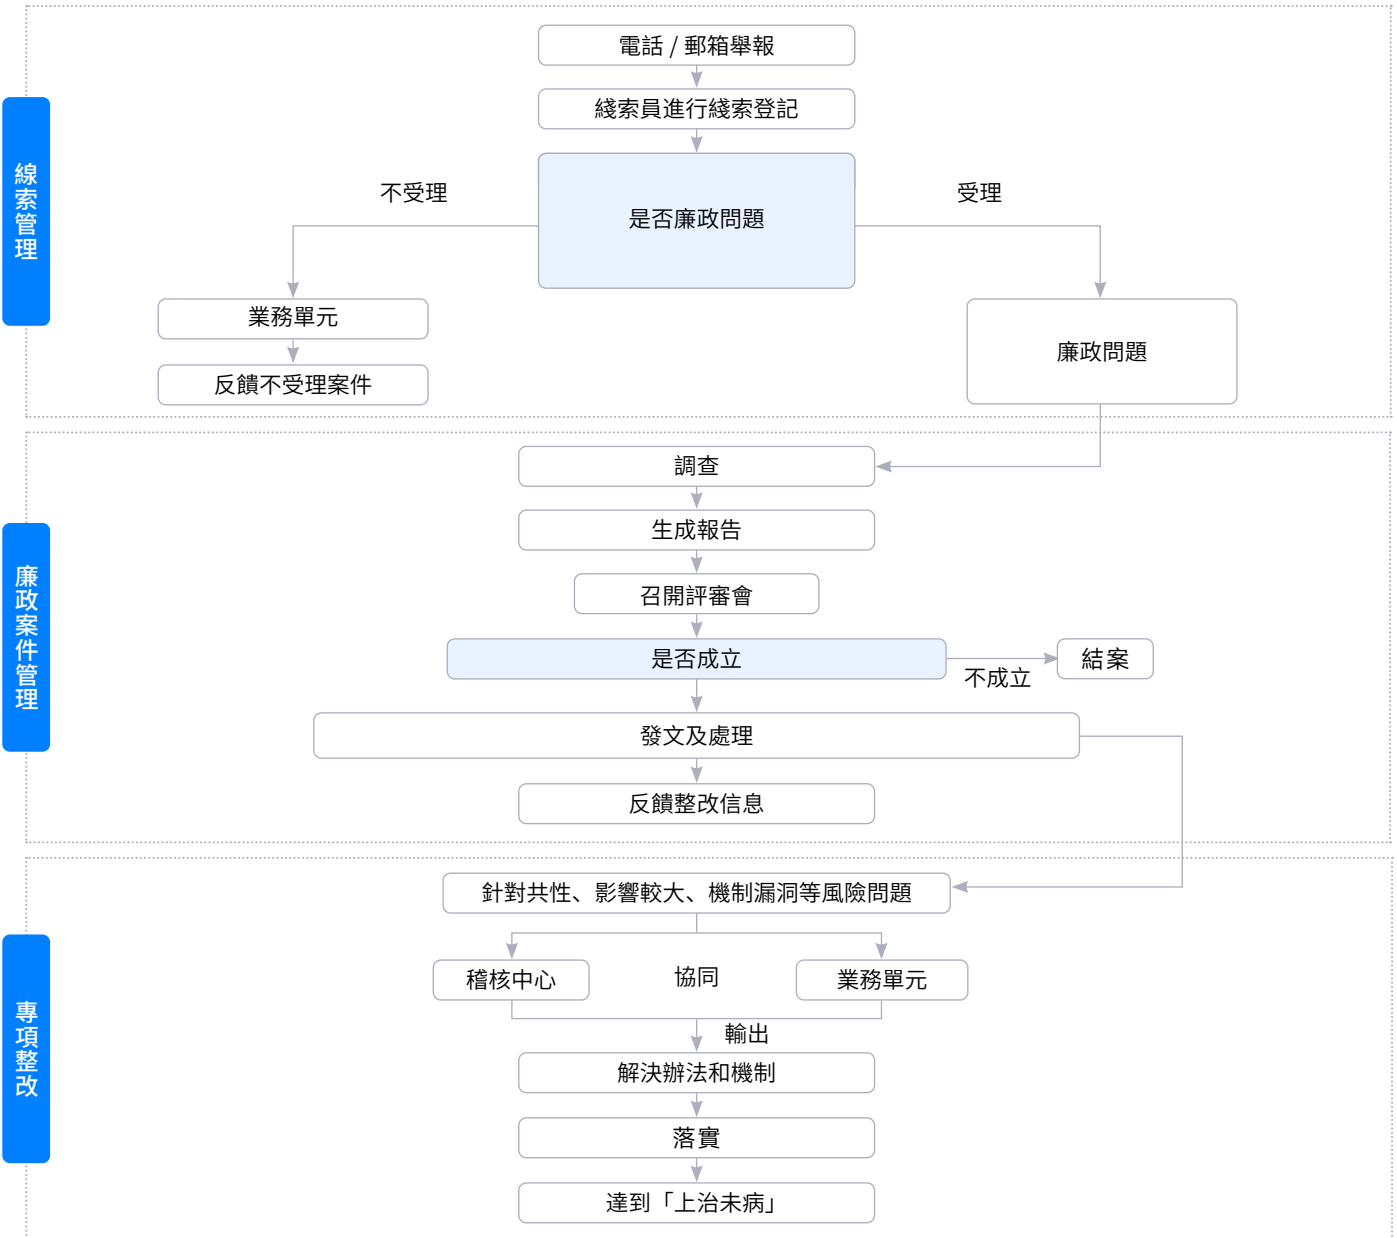 線索管理
電話 / 郵箱舉報
綫索員進行綫索登記
是否廉政問題
不受理
受理
業務單元
反饋不受理案件
廉政問題
廉政案件管理
調查
生成報告
召開評審會
是否成立
不成立
結案
發文及處理
反饋整改信息
專項整改
針對共性、影響較大、機制漏洞等風險問題
稽核中心
協同
業務單元
輸出
解決辦法和機制
落實
達到「上治未病」